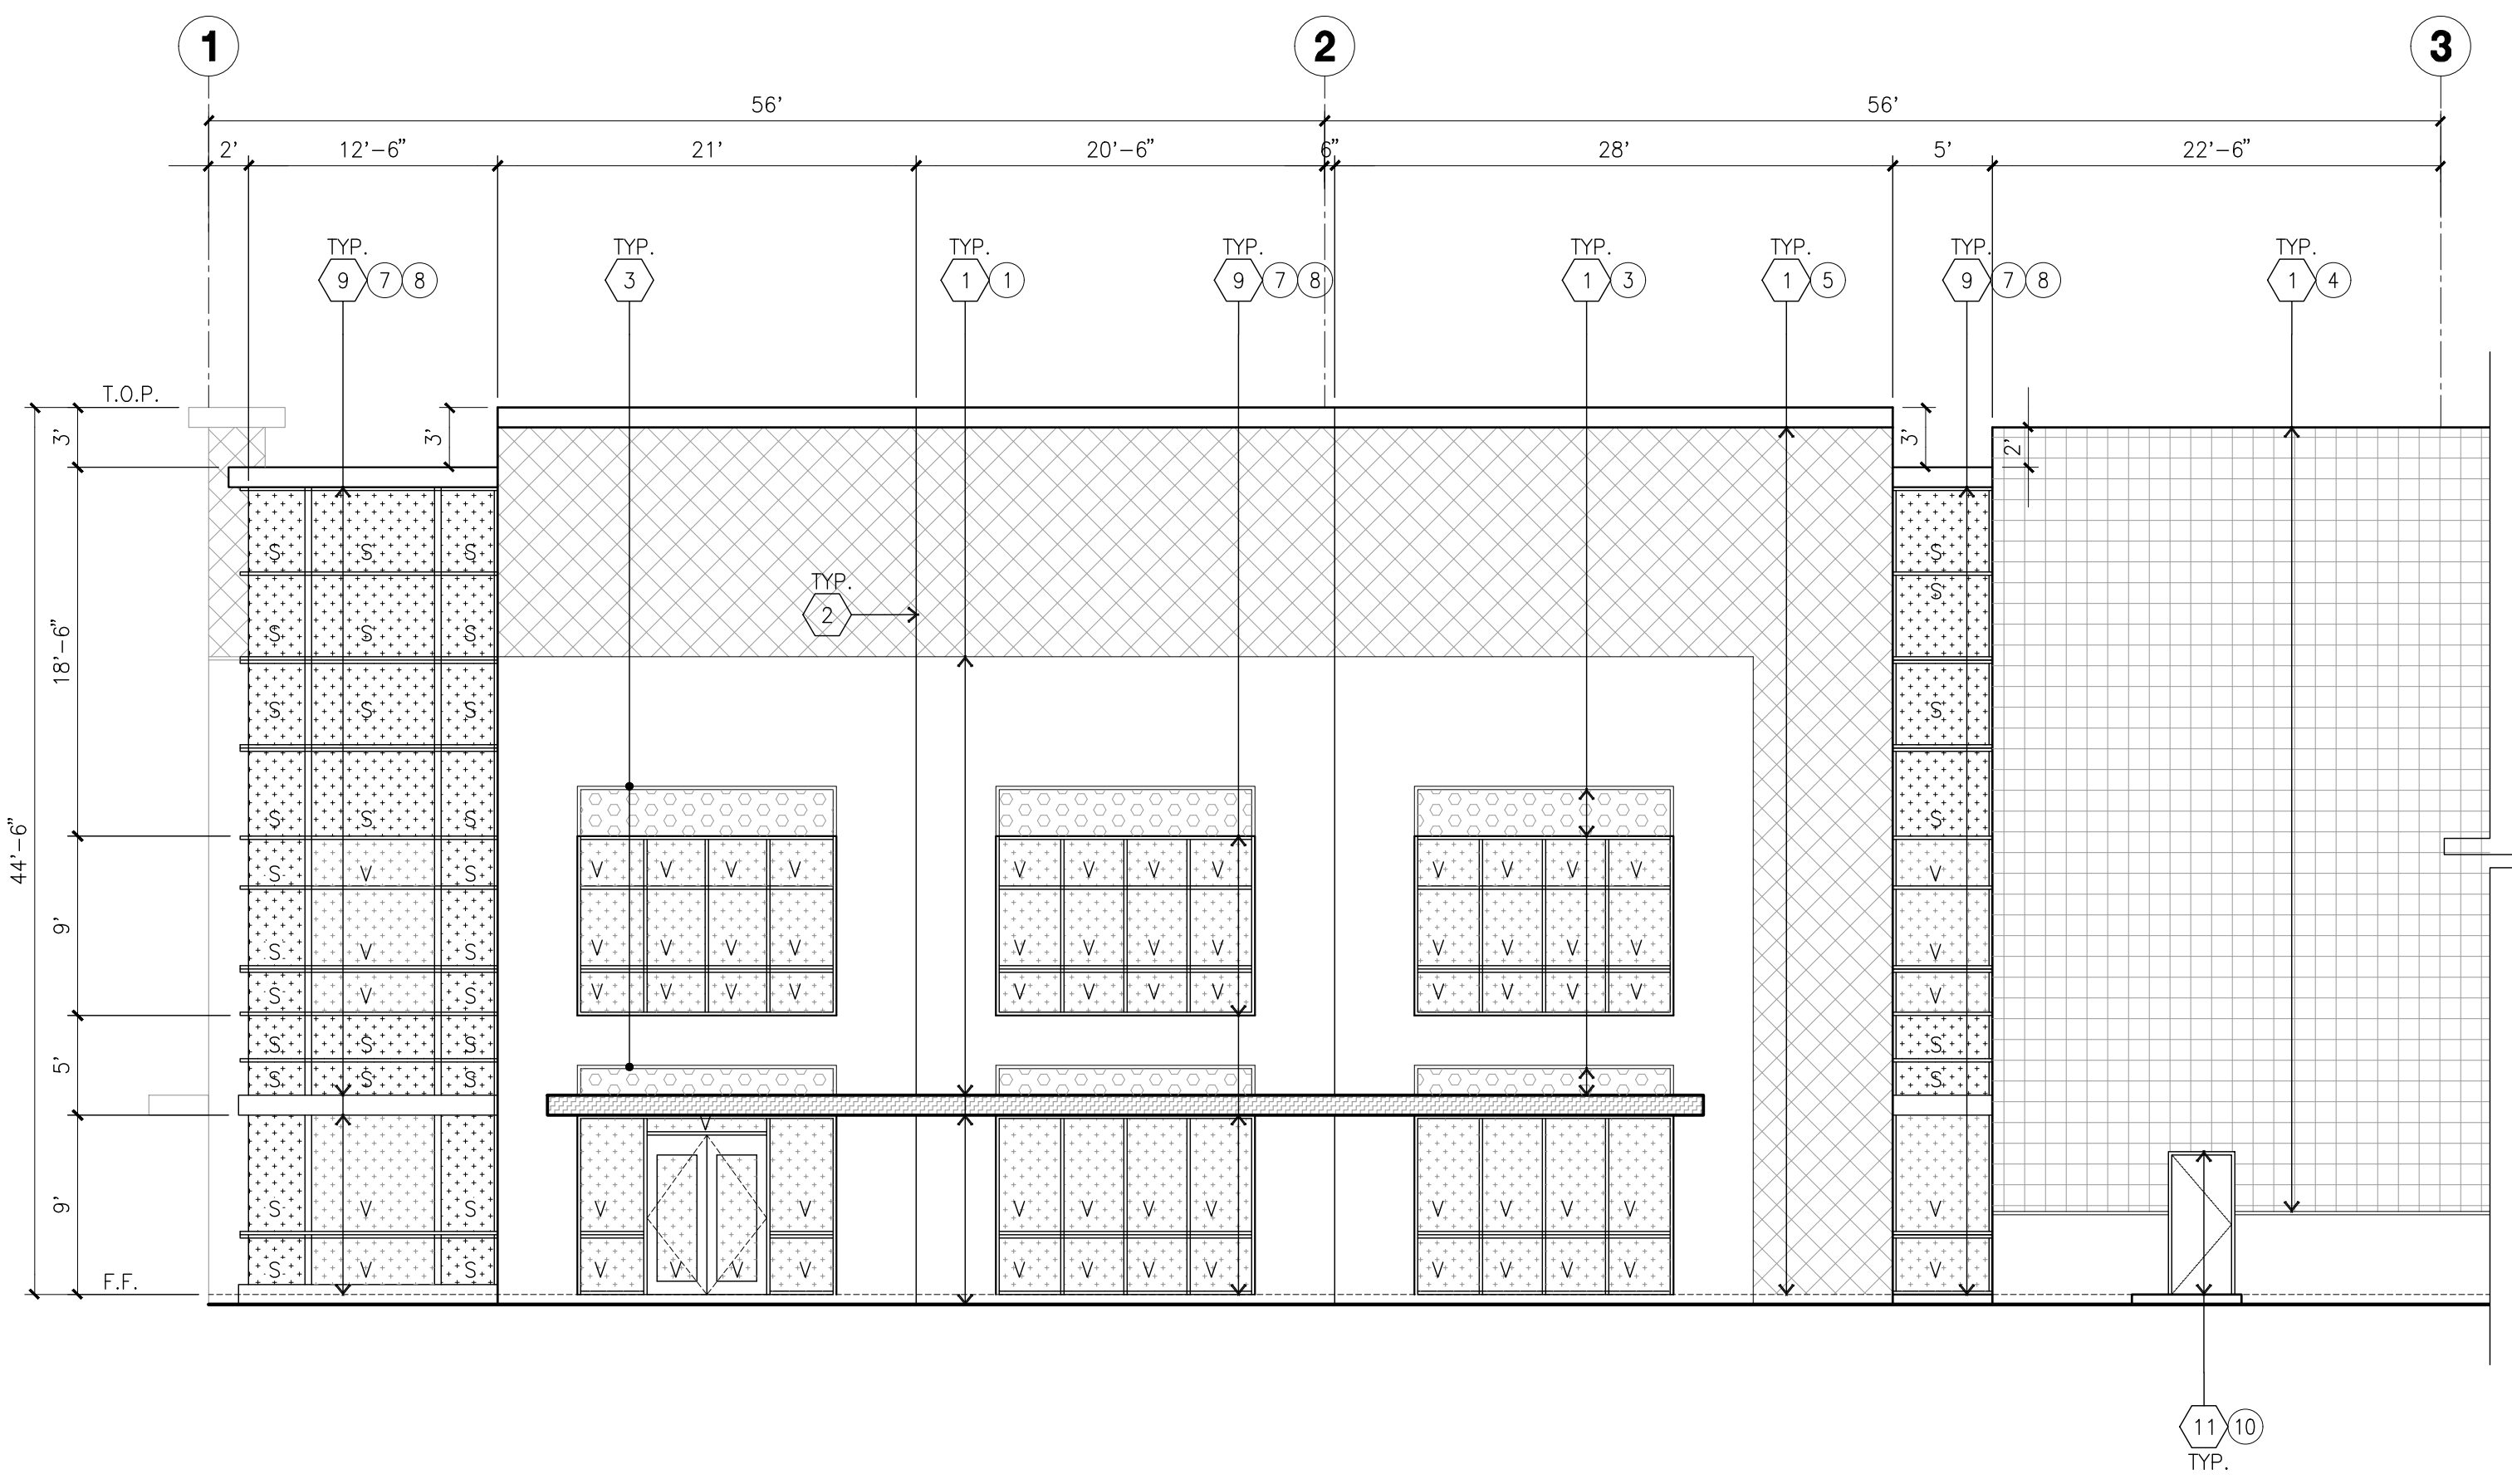 1 2 3
56' 56'
2' 12'-6" 21' 20'-6" 6" 28' 5' 22'-6"
TYP. TYP. TYP. TYP. TYP. TYP. TYP. TYP.
9 7 8 3 1 1 9 7 8 1 3 1 5 9 7 8 1 4
T.O.P.
3' 3' 3' 2'
S S S S
TYP.
2
S
S S S
18'-6"
S S S S
S S S S
44'-6"
S V S V V V V V V V V V V V V V
9'
S V S V V V V V V V V V V V V V
S V S V V V V V V V V V V V V V
5'
S S S S
S S S S
V
9'
S V S V V V V V V V V V V V
S V S V V V V V V V V V V V V V
F.F.
11 10
TYP.